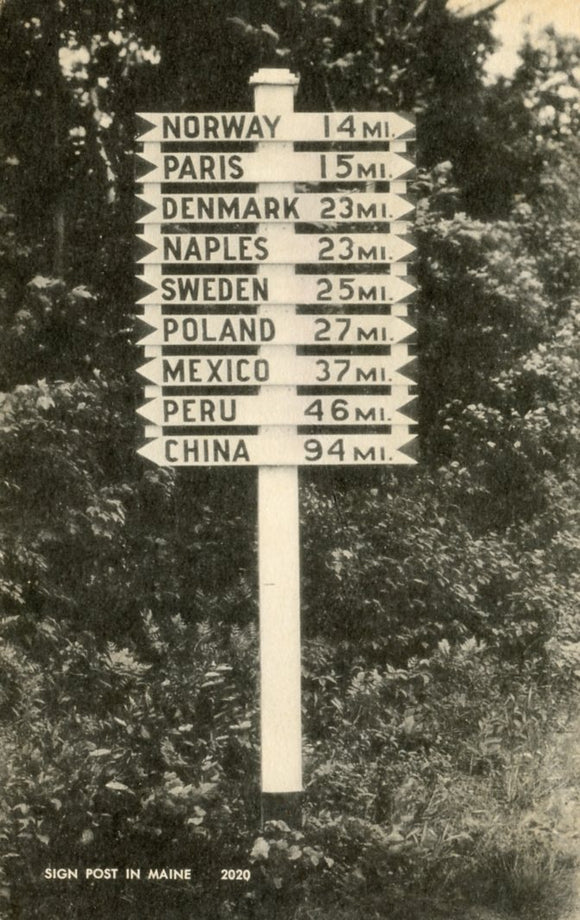 NORWAY 14 MI.
PARIS 15 MI.
DENMARK 23 MI.
NAPLES 23 MI.
SWEDEN 25 MI.
POLAND 27 MI.
MEXICO 37 MI.
PERU 46 MI.
CHINA 94 MI.
SIGN POST IN MAINE 2020